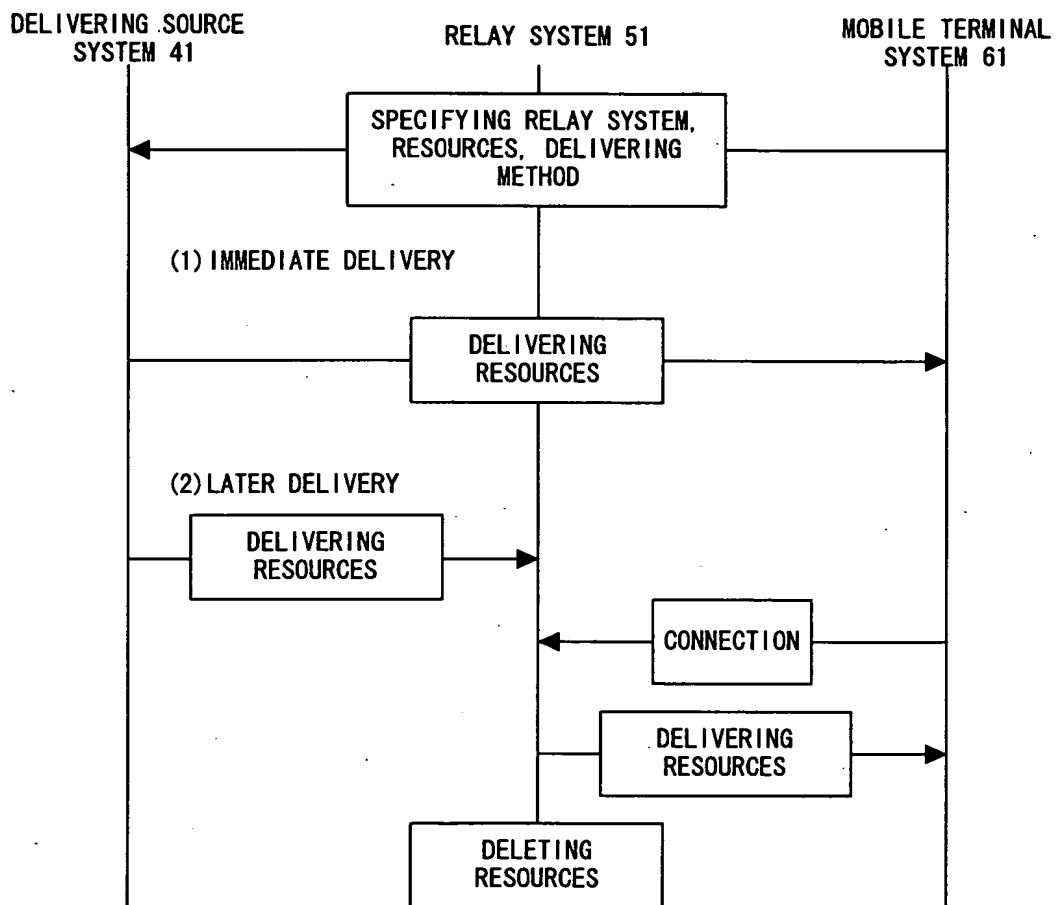 DELIVERING SOURCE
SYSTEM 41
RELAY SYSTEM 51
MOBILE TERMINAL
SYSTEM 61
SPECIFYING RELAY SYSTEM,
RESOURCES, DELIVERING
METHOD
(1) IMMEDIATE DELIVERY
DELIVERING
RESOURCES
(2) LATER DELIVERY
DELIVERING
RESOURCES
CONNECTION
DELIVERING
RESOURCES
DELETING
RESOURCES